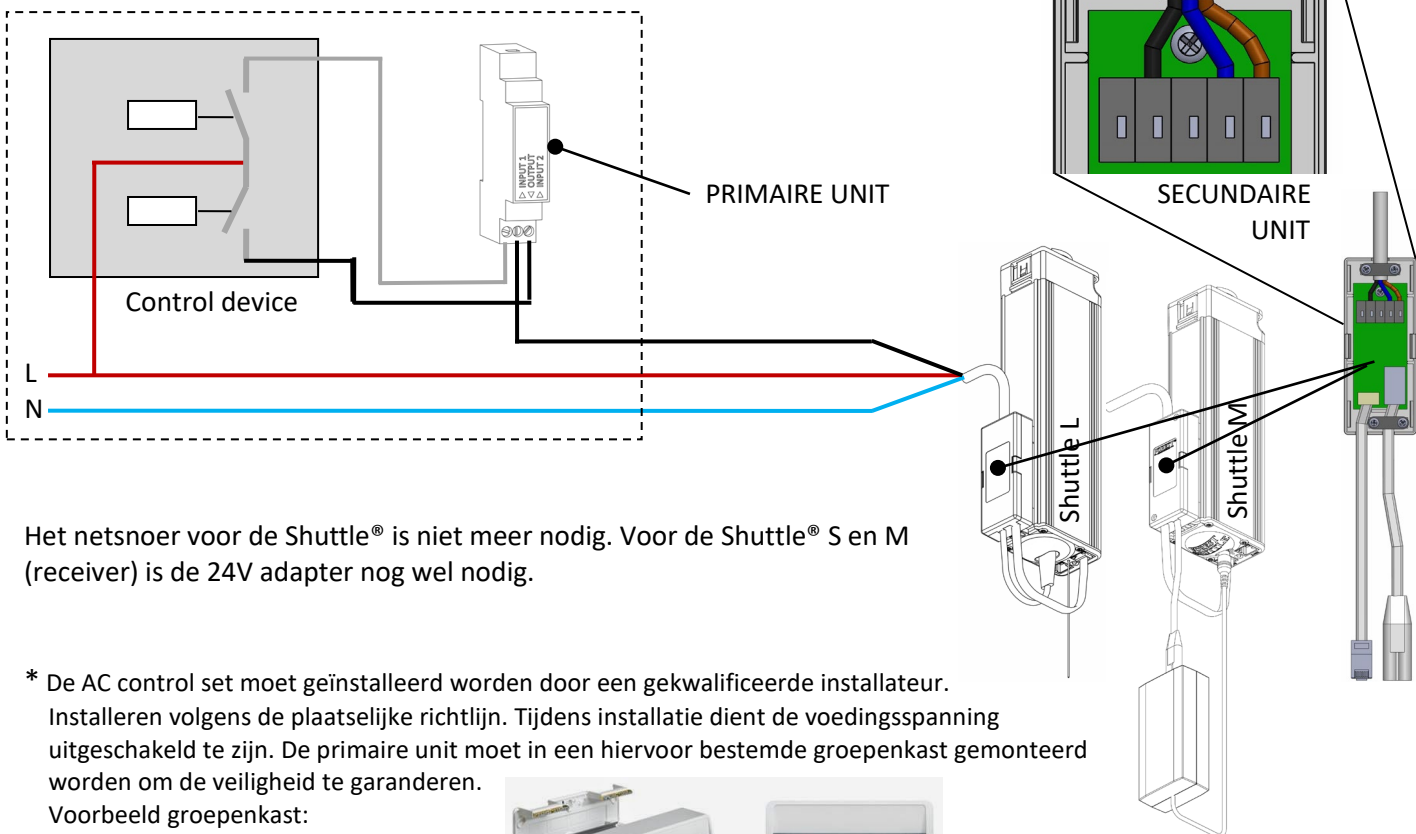 PRIMAIRE UNIT
SECUNDAIRE
UNIT
△ INPUT 1
▽ OUTPUT
△ INPUT 2
Control device
L
N
Shuttle L
Shuttle M
Het netsnoer voor de Shuttle® is niet meer nodig. Voor de Shuttle® S en M
(receiver) is de 24V adapter nog wel nodig.
* De AC control set moet geïnstalleerd worden door een gekwalificeerde installateur.
Installeren volgens de plaatselijke richtlijn. Tijdens installatie dient de voedingsspanning
uitgeschakeld te zijn. De primaire unit moet in een hiervoor bestemde groepenkast gemonteerd
worden om de veiligheid te garanderen.
Voorbeeld groepenkast: